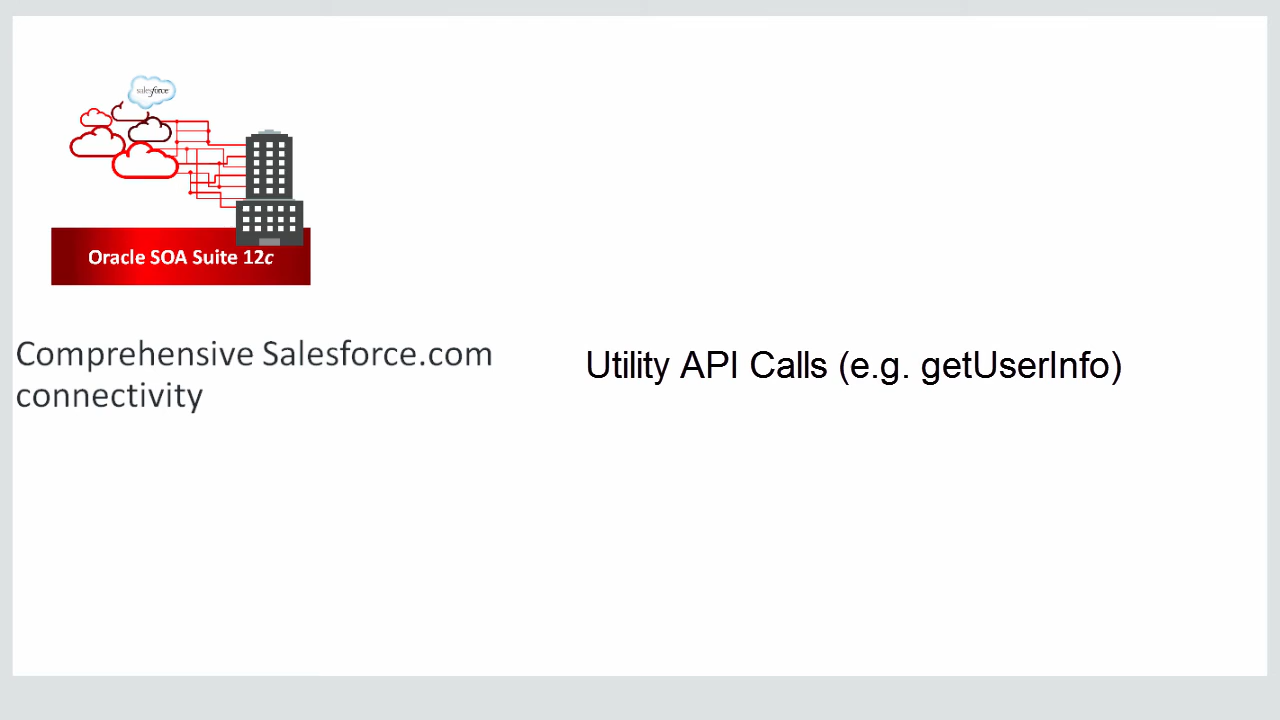 salesforce
Oracle SOA Suite 12c
Comprehensive Salesforce.com
connectivity
Utility API Calls (e.g. getUserInfo)